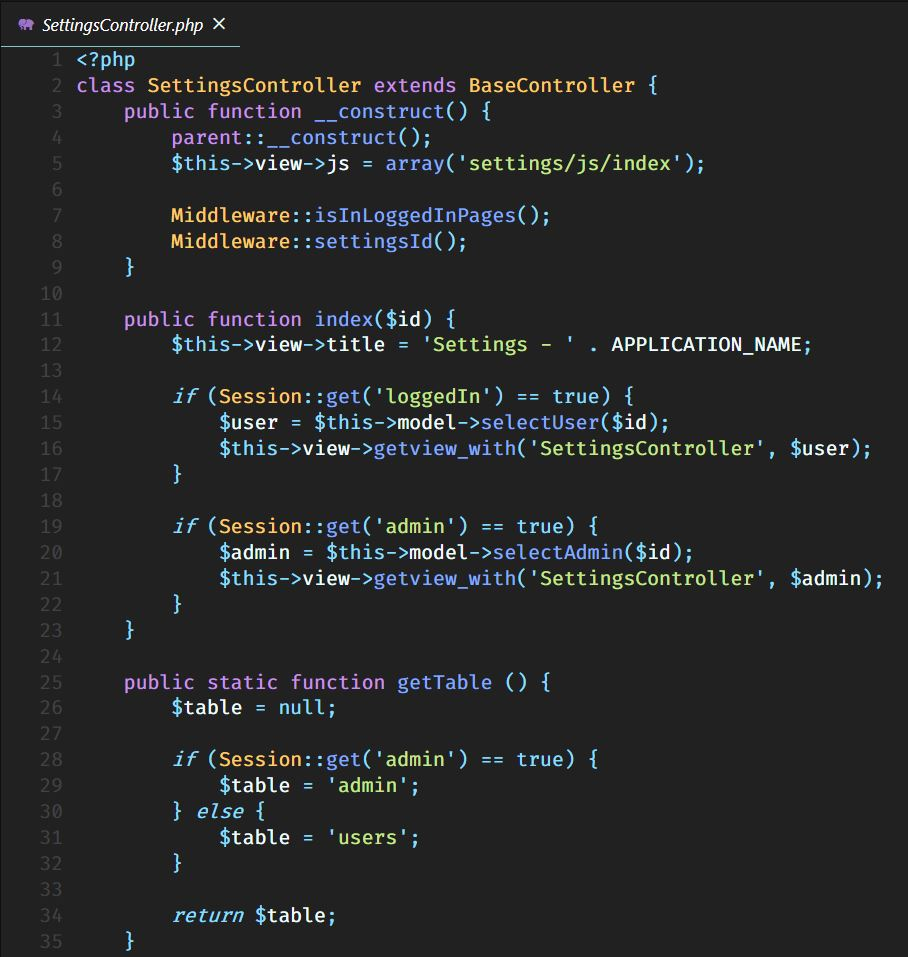 SettingsController.php ×
1 <?php
2 class SettingsController extends BaseController {
3     public function __construct() {
4         parent::__construct();
5         $this->view->js = array('settings/js/index');
6
7         Middleware::isInLoggedInPages();
8         Middleware::settingsId();
9     }
10
11     public function index($id) {
12         $this->view->title = 'Settings - ' . APPLICATION_NAME;
13
14         if (Session::get('loggedIn') == true) {
15             $user = $this->model->selectUser($id);
16             $this->view->getview_with('SettingsController', $user);
17         }
18
19         if (Session::get('admin') == true) {
20             $admin = $this->model->selectAdmin($id);
21             $this->view->getview_with('SettingsController', $admin);
22         }
23     }
24
25     public static function getTable () {
26         $table = null;
27
28         if (Session::get('admin') == true) {
29             $table = 'admin';
30         } else {
31             $table = 'users';
32         }
33
34         return $table;
35     }